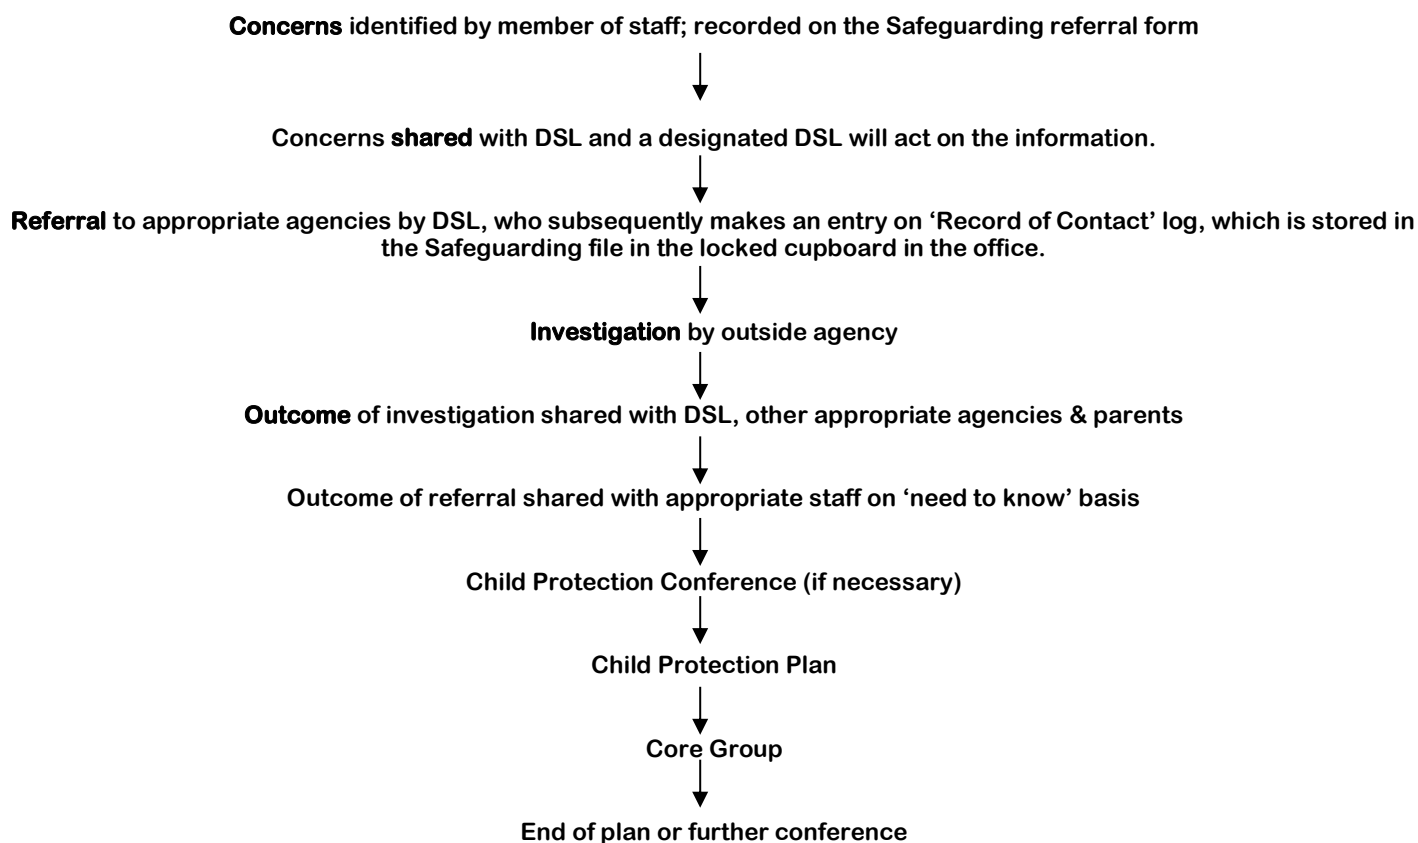 Concerns identified by member of staff; recorded on the Safeguarding referral form
Concerns shared with DSL and a designated DSL will act on the information.
Referral to appropriate agencies by DSL, who subsequently makes an entry on ‘Record of Contact’ log, which is stored in
the Safeguarding file in the locked cupboard in the office.
Investigation by outside agency
Outcome of investigation shared with DSL, other appropriate agencies & parents
Outcome of referral shared with appropriate staff on ‘need to know’ basis
Child Protection Conference (if necessary)
Child Protection Plan
Core Group
End of plan or further conference